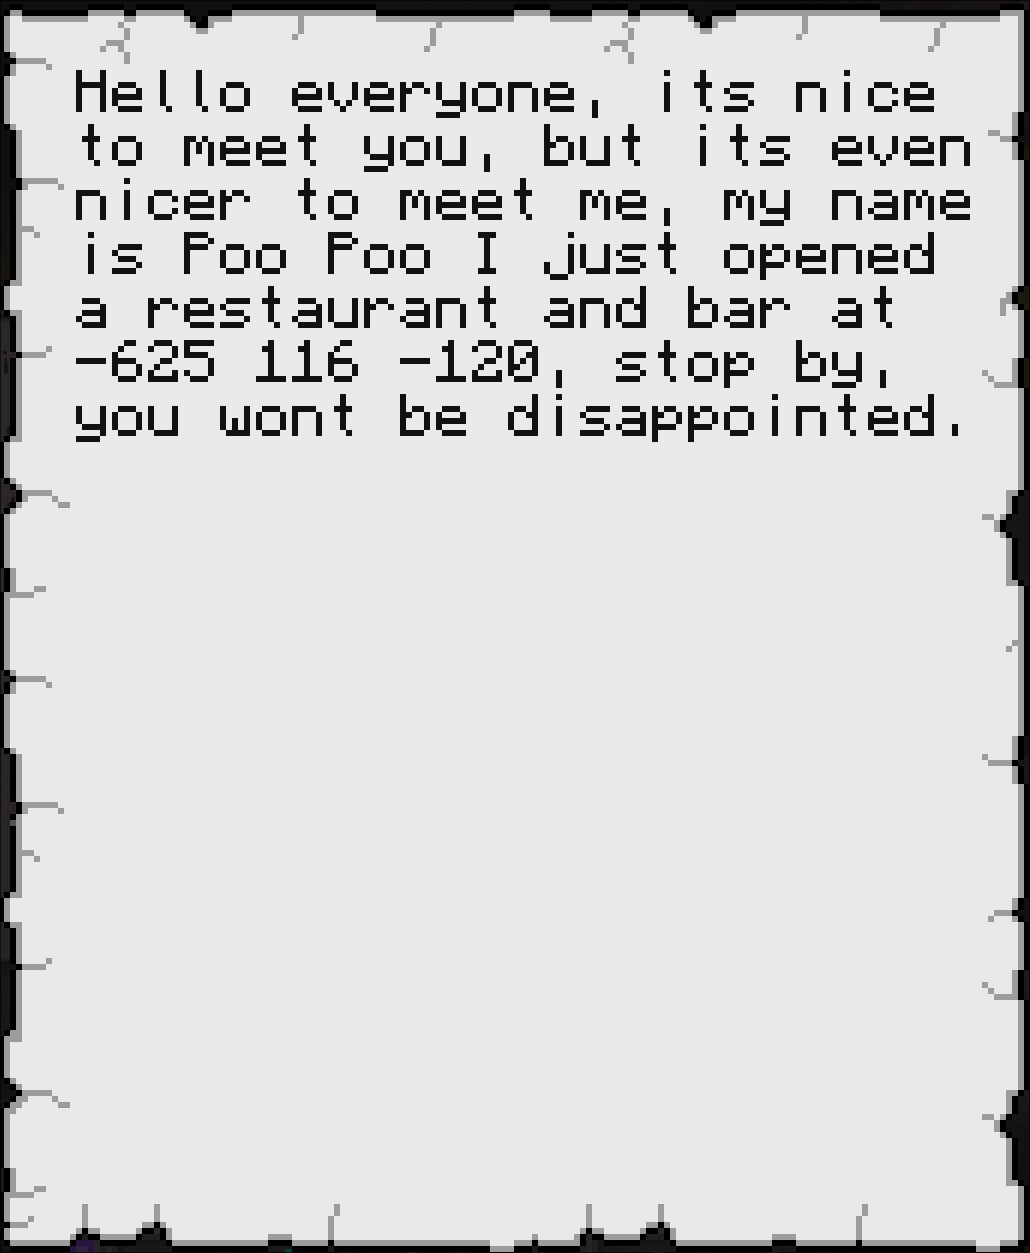 Hello everyone, its nice
to meet you, but its even
nicer to meet me, my name
is Poo Poo I just opened
a restaurant and bar at
-625 116 -120, stop by,
you wont be disappointed.